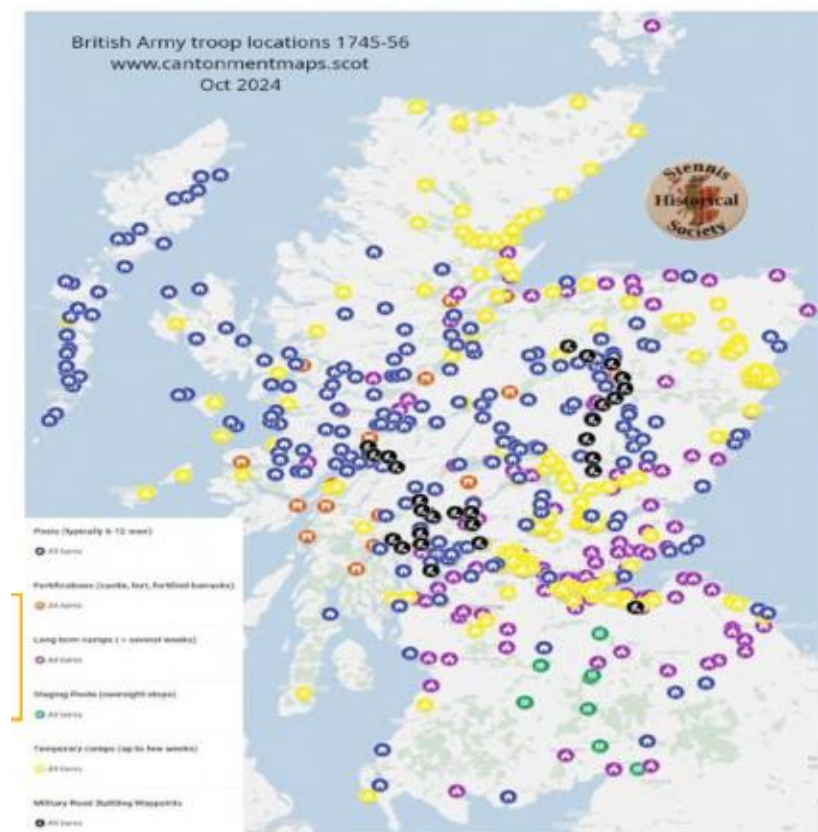 British Army troop locations 1745-56
www.cantonmentmaps.scot
Oct 2024
Stennis
Historical
Society
Posts (typically 6-12 men)
All items
Fortifications (castle, fort, fortified barracks)
All items
Long term camps ( > several weeks)
All items
Staging Posts (overnight stops)
All items
Temporary camps (up to few weeks)
All items
Military Road Building Waypoints
All items